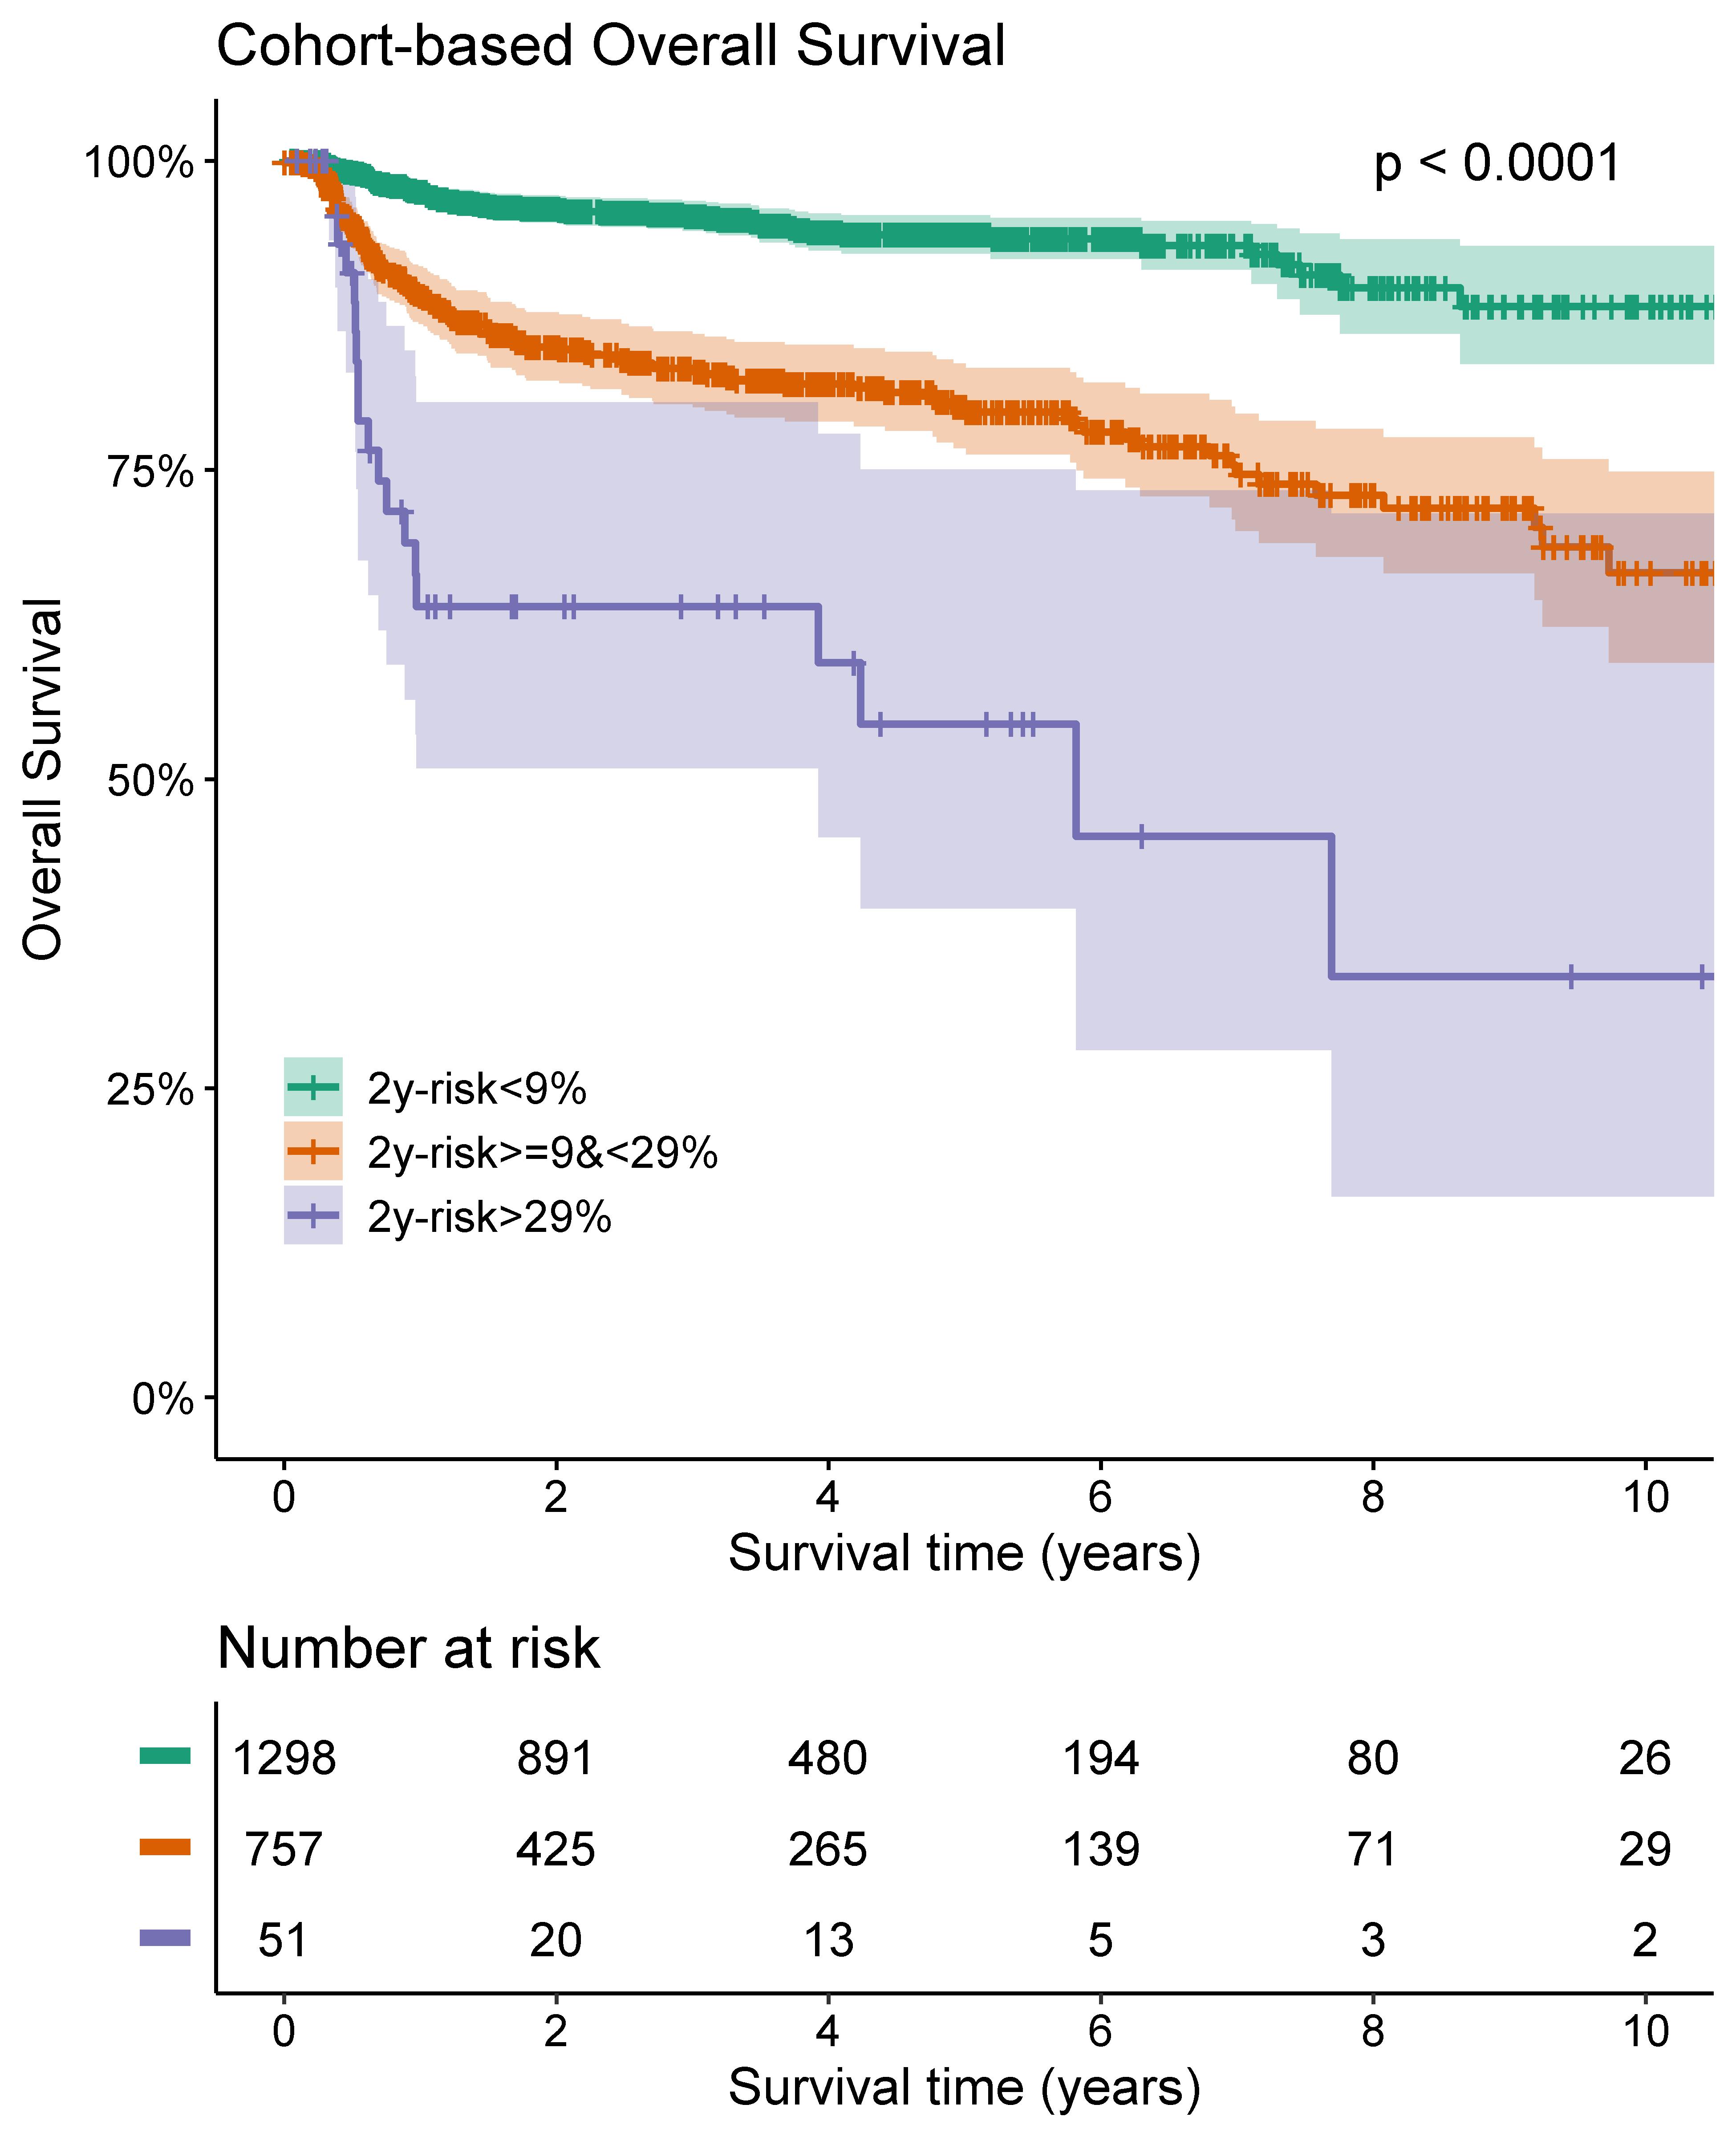 Cohort-based Overall Survival
p < 0.0001
100%
75%
50%
25%
0%
Overall Survival
2y-risk<9%
2y-risk>=9&<29%
2y-risk>29%
0 2 4 6 8 10
Survival time (years)
Number at risk
1298 891 480 194 80 26
757 425 265 139 71 29
51 20 13 5 3 2
0 2 4 6 8 10
Survival time (years)